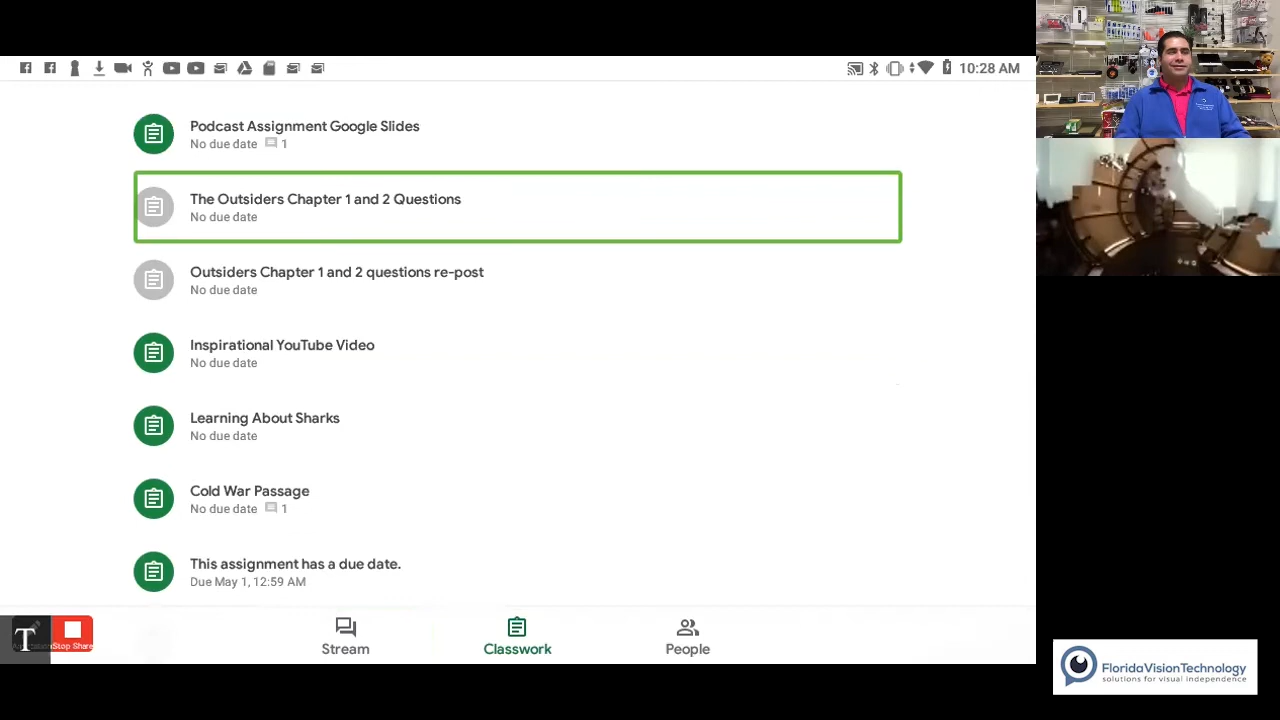 10:28 AM
Podcast Assignment Google Slides
No due date 1
The Outsiders Chapter 1 and 2 Questions
No due date
Outsiders Chapter 1 and 2 questions re-post
No due date
Inspirational YouTube Video
No due date
Learning About Sharks
No due date
Cold War Passage
No due date 1
This assignment has a due date.
Due May 1, 12:59 AM
T
Stop Share
Stream
Classwork
People
FloridaVisionTechnology
solutions for visual independence